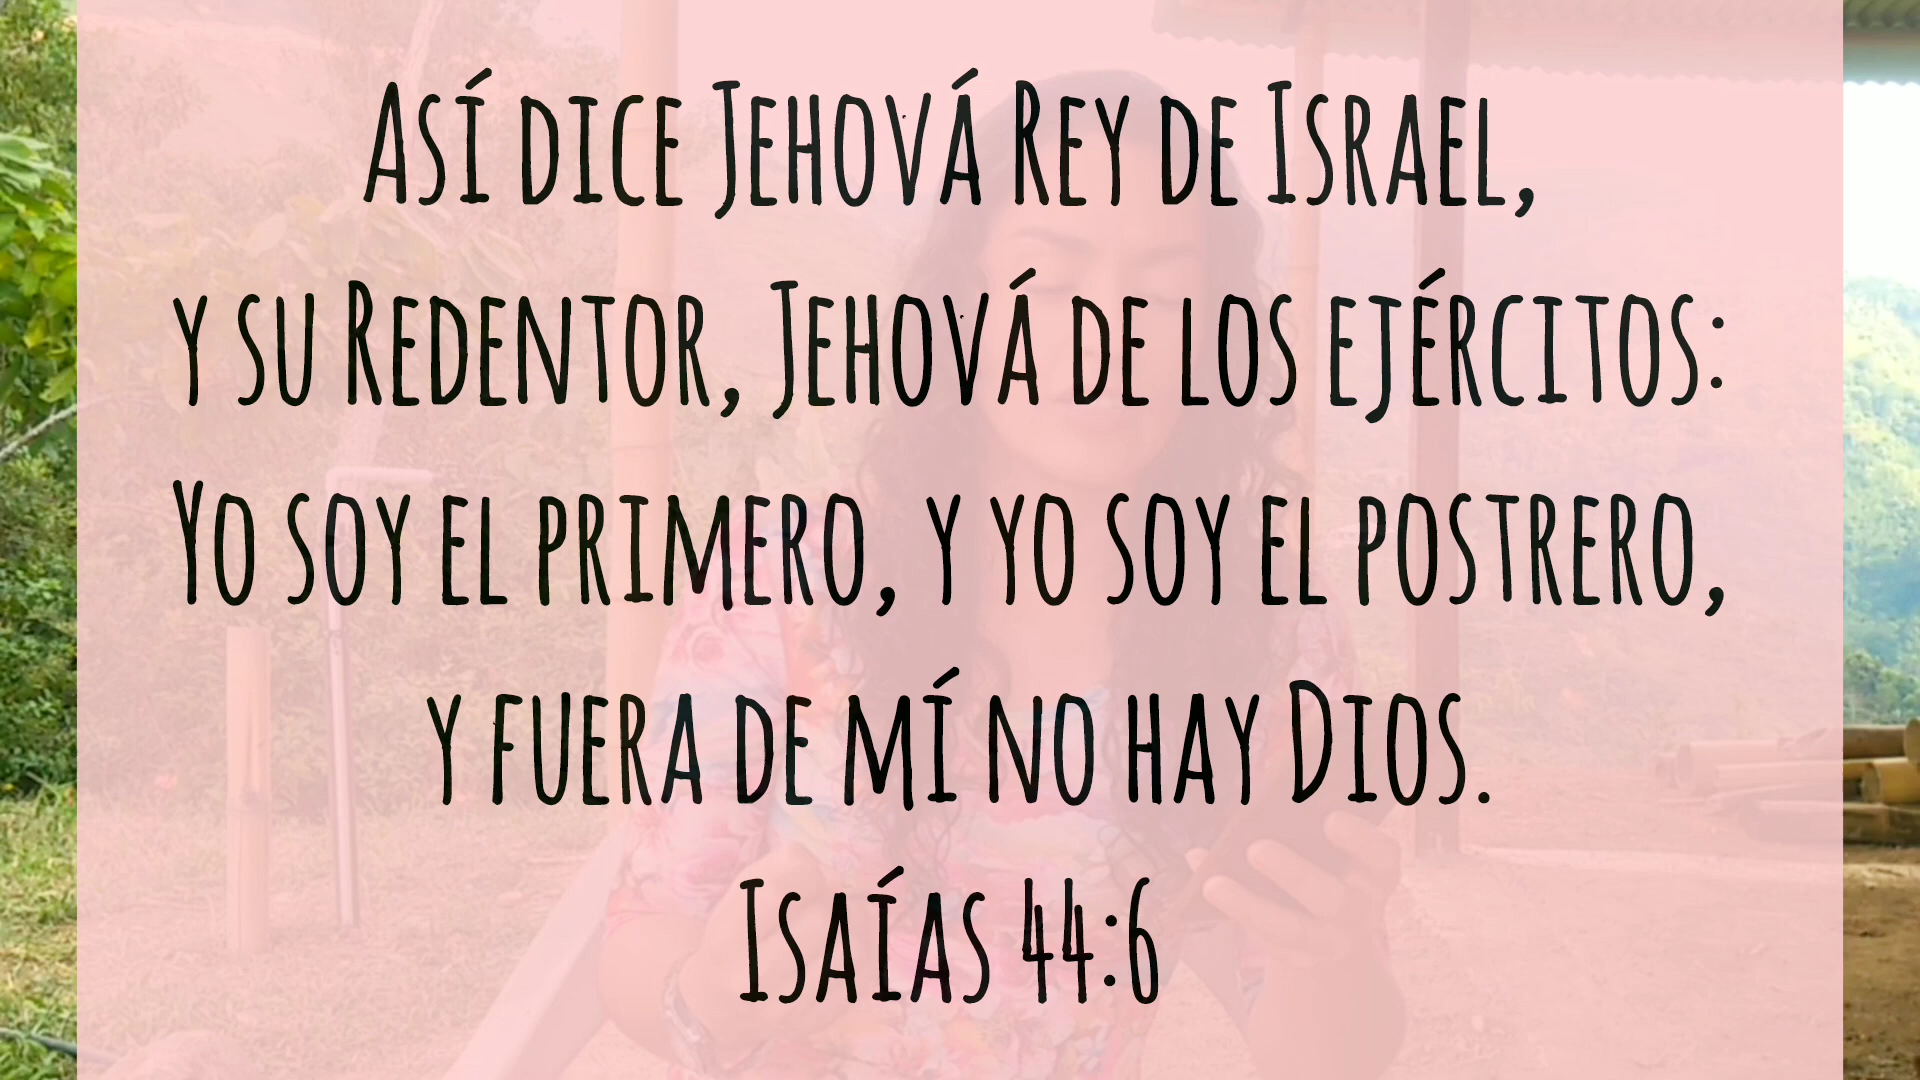 Así dice Jehová Rey de Israel,
y su Redentor, Jehová de los ejércitos:
Yo soy el primero, y yo soy el postrero,
y fuera de mí no hay Dios.
Isaías 44:6